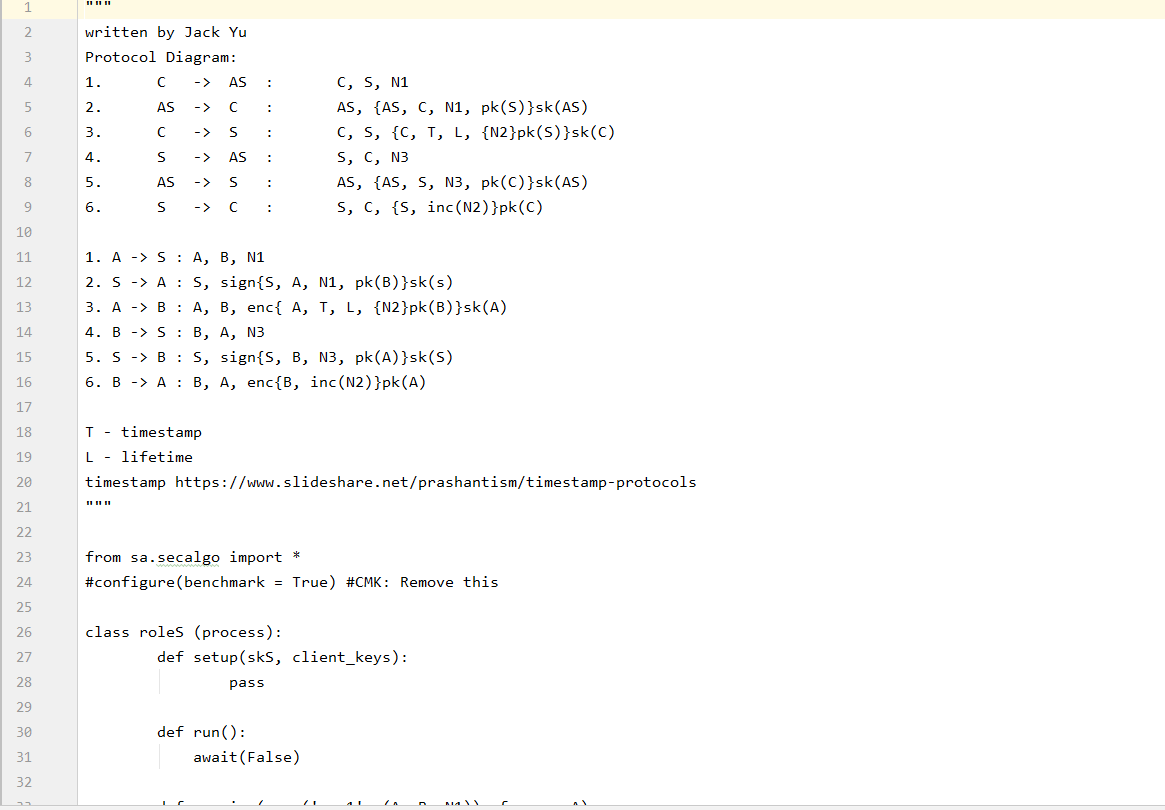 1 """
2 written by Jack Yu
3 Protocol Diagram:
4 1. C -> AS : C, S, N1
5 2. AS -> C : AS, {AS, C, N1, pk(S)}sk(AS)
6 3. C -> S : C, S, {C, T, L, {N2}pk(S)}sk(C)
7 4. S -> AS : S, C, N3
8 5. AS -> S : AS, {AS, S, N3, pk(C)}sk(AS)
9 6. S -> C : S, C, {S, inc(N2)}pk(C)
10
11 1. A -> S : A, B, N1
12 2. S -> A : S, sign{S, A, N1, pk(B)}sk(s)
13 3. A -> B : A, B, enc{ A, T, L, {N2}pk(B)}sk(A)
14 4. B -> S : B, A, N3
15 5. S -> B : S, sign{S, B, N3, pk(A)}sk(S)
16 6. B -> A : B, A, enc{B, inc(N2)}pk(A)
17
18 T - timestamp
19 L - lifetime
20 timestamp https://www.slideshare.net/prashantism/timestamp-protocols
21 """
22
23 from sa.secalgo import *
24 #configure(benchmark = True) #CMK: Remove this
25
26 class roleS (process):
27 def setup(skS, client_keys):
28 pass
29
30 def run():
31 await(False)
32